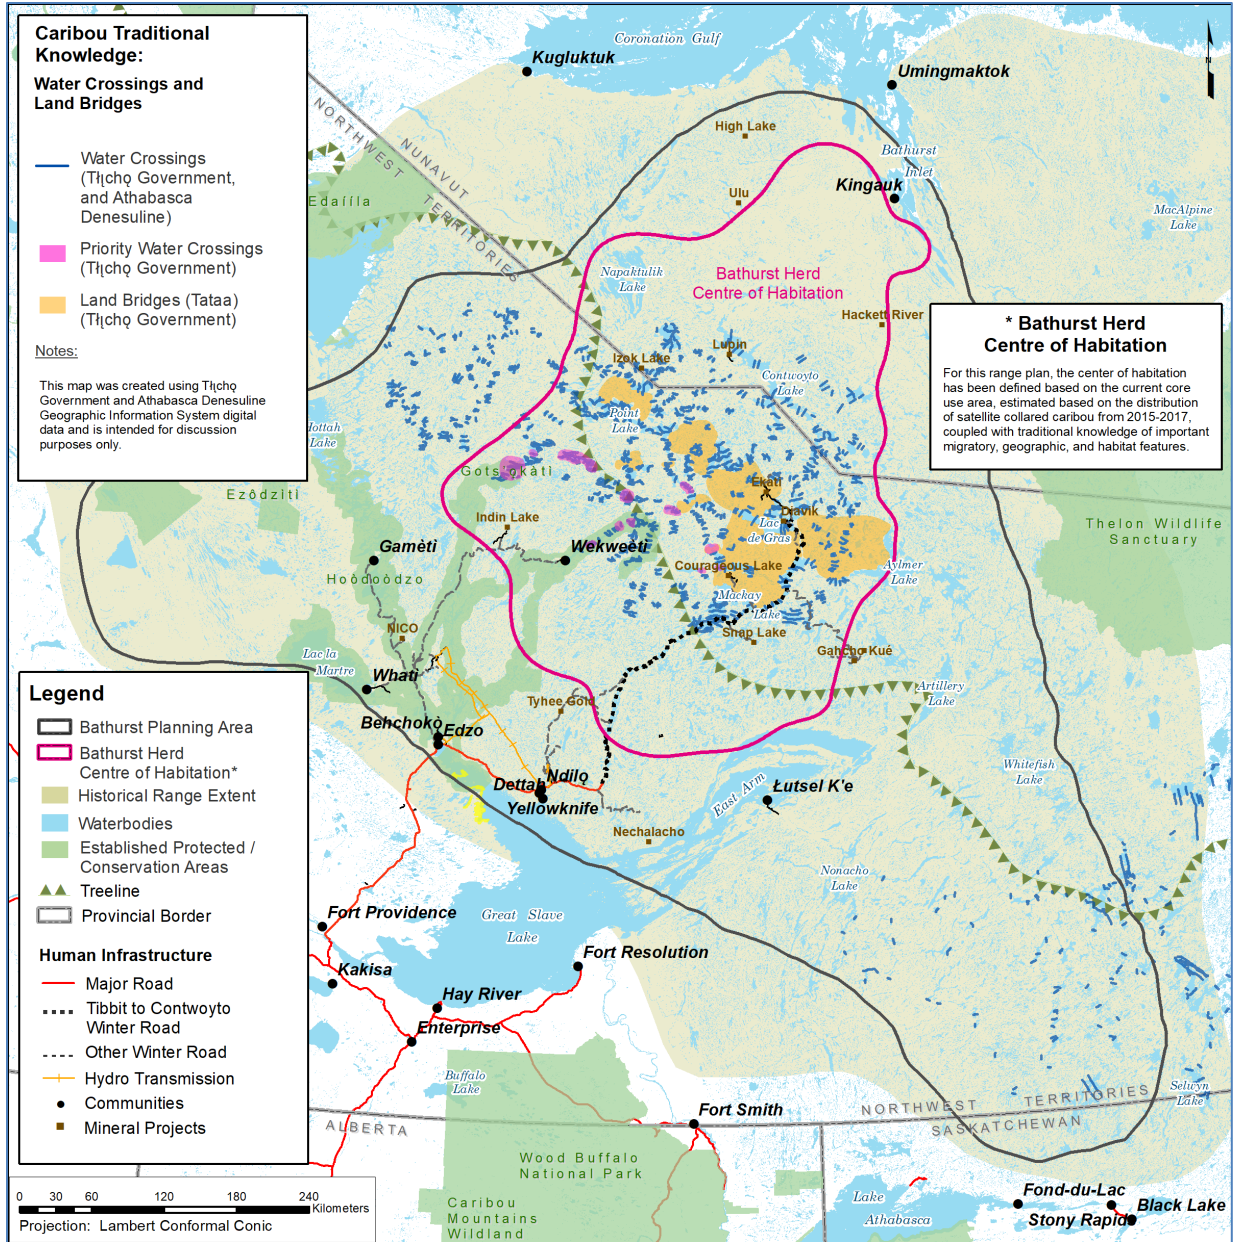 Caribou Traditional
Knowledge:
Water Crossings and
Land Bridges
Water Crossings
(Tłı̨chǫ Government,
and Athabasca
Denesuline)
Priority Water Crossings
(Tłı̨chǫ Government)
Land Bridges (Tataa)
(Tłı̨chǫ Government)
Notes:
This map was created using Tłı̨chǫ
Government and Athabasca Denesuline
Geographic Information System digital
data and is intended for discussion
purposes only.
Coronation Gulf
Kugluktuk
Umingmaktok
N
NORTHWEST TERRITORIES
NUNAVUT
High Lake
Bathurst
Inlet
Kingauk
Ulu
Edaííla
MacAlpine
Lake
Napaktulik
Lake
Bathurst Herd
Centre of Habitation
Hackett River
* Bathurst Herd
Centre of Habitation
For this range plan, the center of habitation
has been defined based on the current core
use area, estimated based on the distribution
of satellite collared caribou from 2015-2017,
coupled with traditional knowledge of important
migratory, geographic, and habitat features.
Lupin
Izok Lake
Contwoyto
Lake
Point
Lake
Hottah
Lake
Gots'ǫkàtì
Ezǫ̀dzìtì
Ekati
Diavik
Indin Lake
Lac
de Gras
Thelon Wildlife
Sanctuary
Gamètì
Wekweètì
Courageous Lake
Aylmer
Lake
Hoòdoòdzo
Mackay
Lake
NICO
Snap Lake
Gahcho Kué
Lac la
Martre
Whatì
Artillery
Lake
Tyhee Gold
Behchokǫ̀
Edzo
Whitefish
Lake
Dettah
Ndilǫ
Yellowknife
East Arm
Łutsel K'e
Nechalacho
Nonacho
Lake
Legend
Bathurst Planning Area
Bathurst Herd
Centre of Habitation*
Historical Range Extent
Waterbodies
Established Protected /
Conservation Areas
Treeline
Provincial Border
Human Infrastructure
Major Road
Tibbit to Contwoyto
Winter Road
Other Winter Road
Hydro Transmission
Communities
Mineral Projects
Fort Providence
Great Slave
Lake
Kakisa
Fort Resolution
Hay River
Enterprise
Buffalo
Lake
Selwyn
Lake
Fort Smith
NORTHWEST TERRITORIES
SASKATCHEWAN
ALBERTA
Wood Buffalo
National Park
Caribou
Mountains
Wildland
Lake
Athabasca
Fond-du-Lac
Black Lake
Stony Rapid
0 30 60 120 180 240
Kilometers
Projection: Lambert Conformal Conic